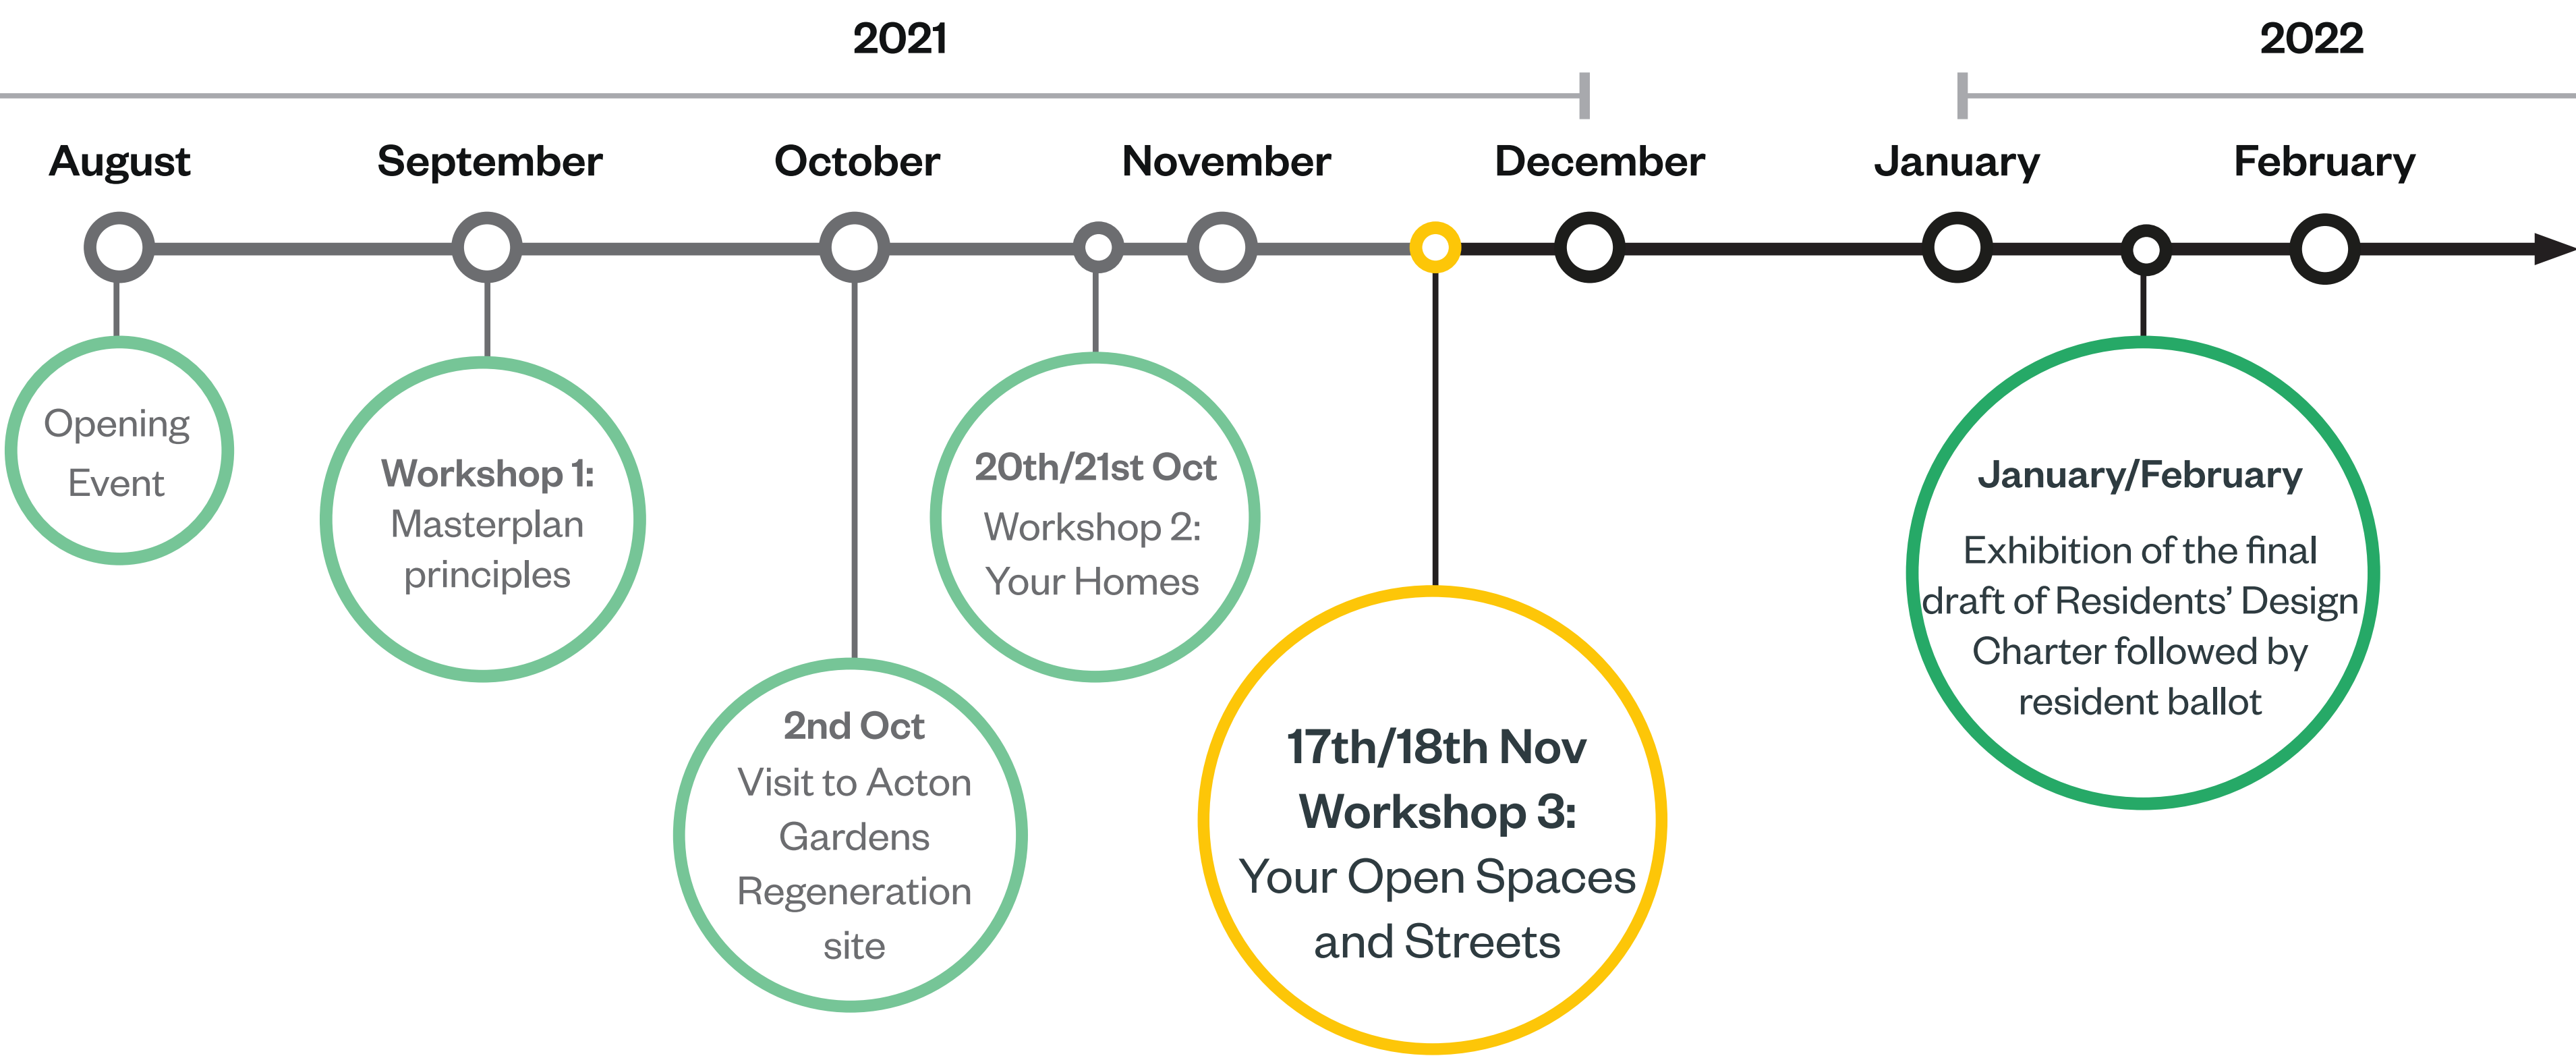 2021
2022
August
September
October
November
December
January
February
Opening
Event
Workshop 1:
Masterplan
principles
2nd Oct
Visit to Acton
Gardens
Regeneration
site
20th/21st Oct
Workshop 2:
Your Homes
17th/18th Nov
Workshop 3:
Your Open Spaces
and Streets
January/February
Exhibition of the final
draft of Residents’ Design
Charter followed by
resident ballot